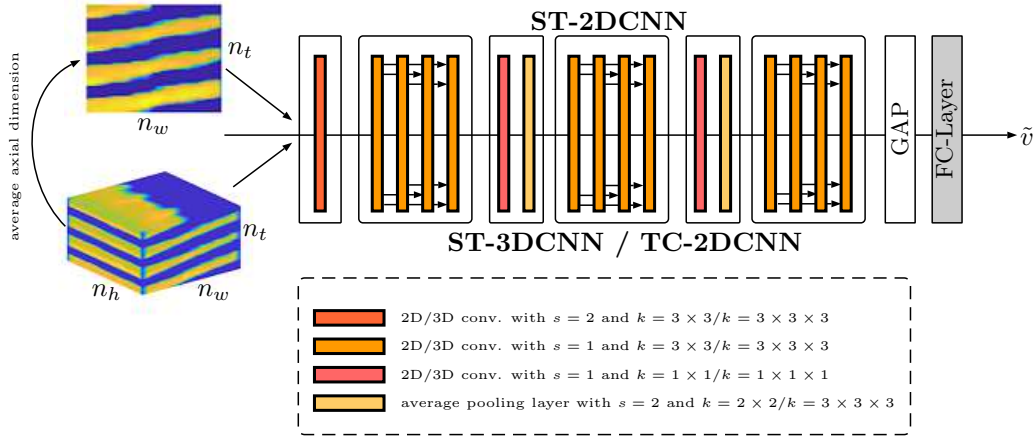 ST-2DCNN
average axial dimension
n_t
n_w
GAP
FC-Layer
ṽ
n_t
n_h
n_w
ST-3DCNN / TC-2DCNN
2D/3D conv. with s = 2 and k = 3 × 3/k = 3 × 3 × 3
2D/3D conv. with s = 1 and k = 3 × 3/k = 3 × 3 × 3
2D/3D conv. with s = 1 and k = 1 × 1/k = 1 × 1 × 1
average pooling layer with s = 2 and k = 2 × 2/k = 3 × 3 × 3